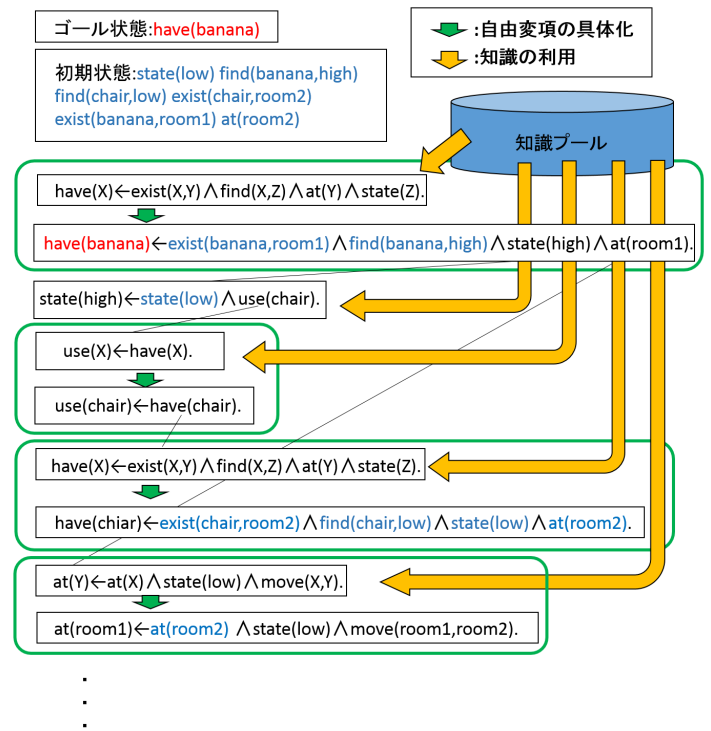 ゴール状態:have(banana)
:自由変項の具体化
:知識の利用
初期状態:state(low) find(banana,high)
find(chair,low) exist(chair,room2)
exist(banana,room1) at(room2)
知識プール
have(X)←exist(X,Y)∧find(X,Z)∧at(Y)∧state(Z).
have(banana)←exist(banana,room1)∧find(banana,high)∧state(high)∧at(room1).
state(high)←state(low)∧use(chair).
use(X)←have(X).
use(chair)←have(chair).
have(X)←exist(X,Y)∧find(X,Z)∧at(Y)∧state(Z).
have(chiar)←exist(chair,room2)∧find(chair,low)∧state(low)∧at(room2).
at(Y)←at(X)∧state(low)∧move(X,Y).
at(room1)←at(room2) ∧state(low)∧move(room1,room2).
・
・
・